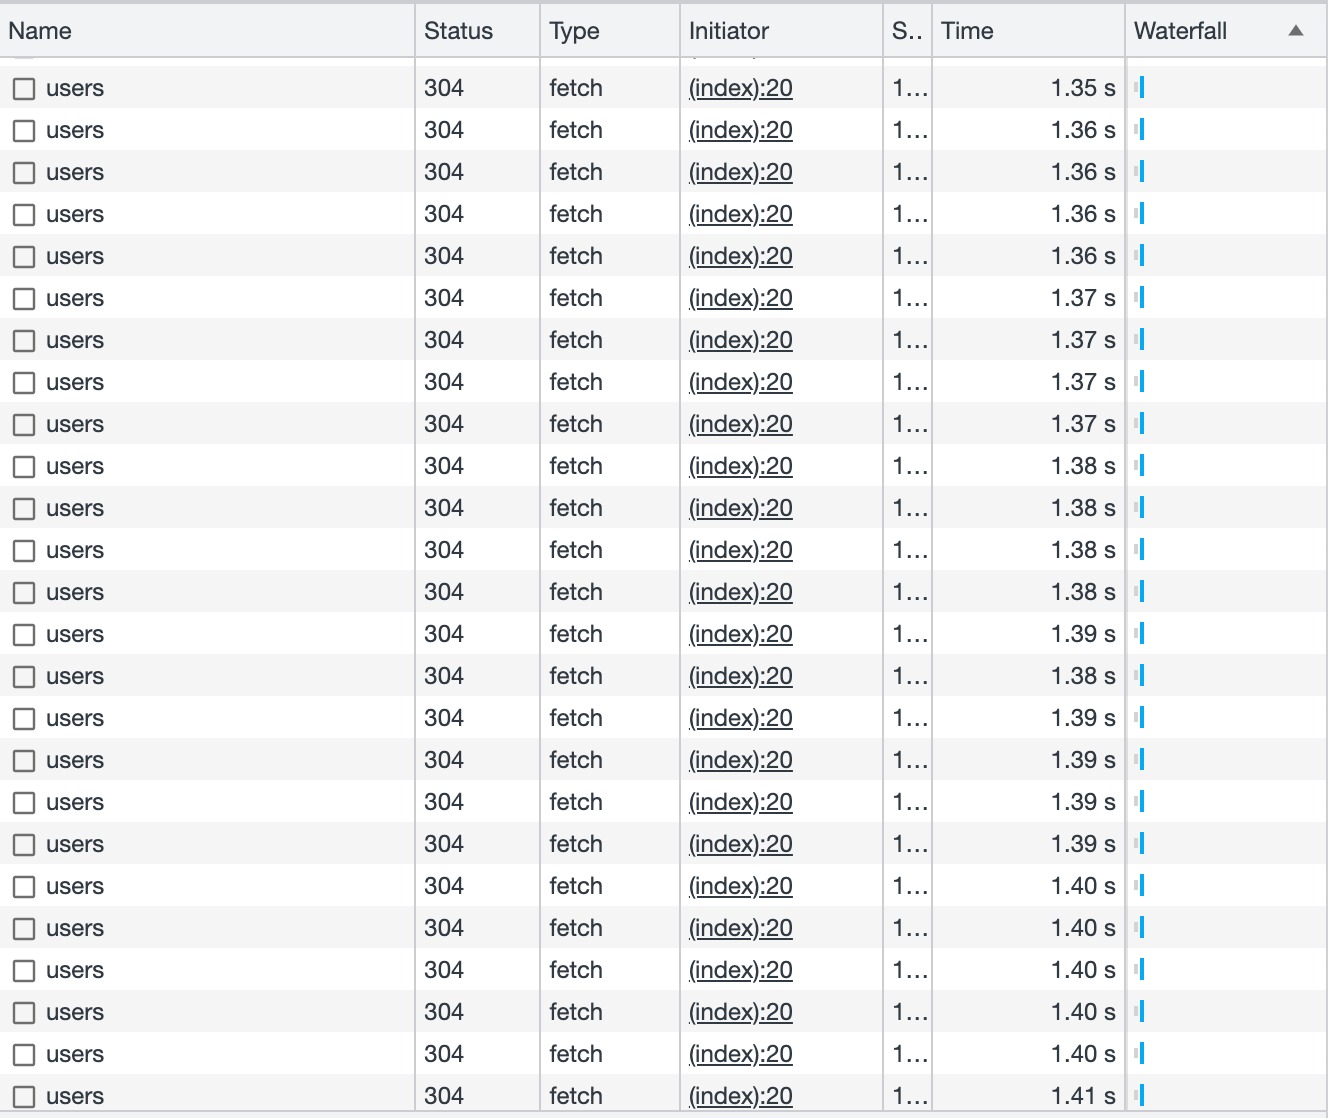 Name Status Type Initiator S.. Time Waterfall
users 304 fetch (index):20 1... 1.35 s
users 304 fetch (index):20 1... 1.36 s
users 304 fetch (index):20 1... 1.36 s
users 304 fetch (index):20 1... 1.36 s
users 304 fetch (index):20 1... 1.36 s
users 304 fetch (index):20 1... 1.37 s
users 304 fetch (index):20 1... 1.37 s
users 304 fetch (index):20 1... 1.37 s
users 304 fetch (index):20 1... 1.37 s
users 304 fetch (index):20 1... 1.38 s
users 304 fetch (index):20 1... 1.38 s
users 304 fetch (index):20 1... 1.38 s
users 304 fetch (index):20 1... 1.38 s
users 304 fetch (index):20 1... 1.39 s
users 304 fetch (index):20 1... 1.38 s
users 304 fetch (index):20 1... 1.39 s
users 304 fetch (index):20 1... 1.39 s
users 304 fetch (index):20 1... 1.39 s
users 304 fetch (index):20 1... 1.39 s
users 304 fetch (index):20 1... 1.40 s
users 304 fetch (index):20 1... 1.40 s
users 304 fetch (index):20 1... 1.40 s
users 304 fetch (index):20 1... 1.40 s
users 304 fetch (index):20 1... 1.40 s
users 304 fetch (index):20 1... 1.41 s